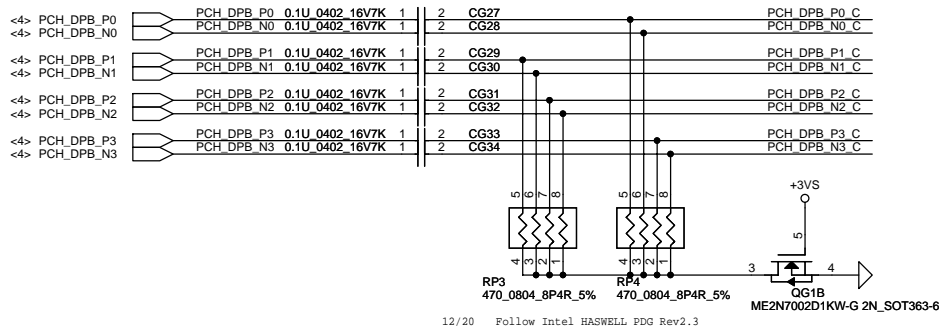 <4> PCH_DPB_P0 PCH_DPB_P0 0.1U_0402_16V7K 1 2 CG27 PCH_DPB_P0_C
<4> PCH_DPB_N0 PCH_DPB_N0 0.1U_0402_16V7K 1 2 CG28 PCH_DPB_N0_C
<4> PCH_DPB_P1 PCH_DPB_P1 0.1U_0402_16V7K 1 2 CG29 PCH_DPB_P1_C
<4> PCH_DPB_N1 PCH_DPB_N1 0.1U_0402_16V7K 1 2 CG30 PCH_DPB_N1_C
<4> PCH_DPB_P2 PCH_DPB_P2 0.1U_0402_16V7K 1 2 CG31 PCH_DPB_P2_C
<4> PCH_DPB_N2 PCH_DPB_N2 0.1U_0402_16V7K 1 2 CG32 PCH_DPB_N2_C
<4> PCH_DPB_P3 PCH_DPB_P3 0.1U_0402_16V7K 1 2 CG33 PCH_DPB_P3_C
<4> PCH_DPB_N3 PCH_DPB_N3 0.1U_0402_16V7K 1 2 CG34 PCH_DPB_N3_C
+3VS
5 6 7 8 5 6 7 8
5
4 3 2 1 4 3 2 1
3 4
RP3 RP4
470_0804_8P4R_5% 470_0804_8P4R_5%
QG1B
ME2N7002D1KW-G 2N_SOT363-6
12/20 Follow Intel HASWELL PDG Rev2.3